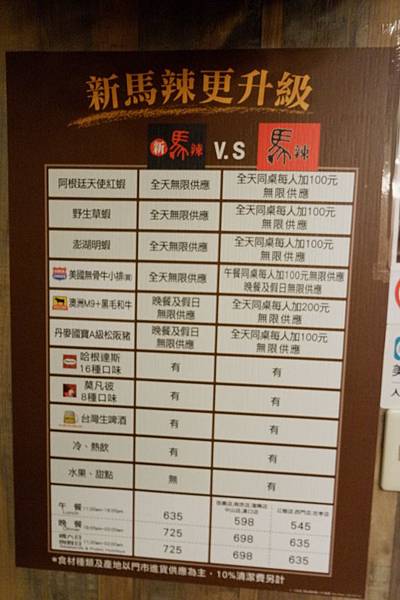 新馬辣更升級
新馬辣 V.S 馬辣
阿根廷天使紅蝦 全天無限供應 全天同桌每人加100元
無限供應
野生草蝦 全天無限供應 全天同桌每人加100元
無限供應
澎湖明蝦 全天無限供應 全天同桌每人加100元
無限供應
美國無骨牛小排 全天無限供應 午餐同桌每人加100元無限供應
晚餐及假日無限供應
澳洲M9+黑毛和牛 晚餐及假日 全天同桌每人加200元
無限供應 無限供應
丹麥國寶A級松阪豬 晚餐及假日 全天同桌每人加100元
無限供應 無限供應
哈根達斯
16種口味 有 有
莫凡彼
8種口味 有 有
台灣生啤酒 有 有
冷、熱飲 有 有
水果、甜點 無 有
午餐 635 598 545
晚餐 725 698 635
725 698 635
*食材種類及產地以門市進貨供應為主，10%清潔費另計